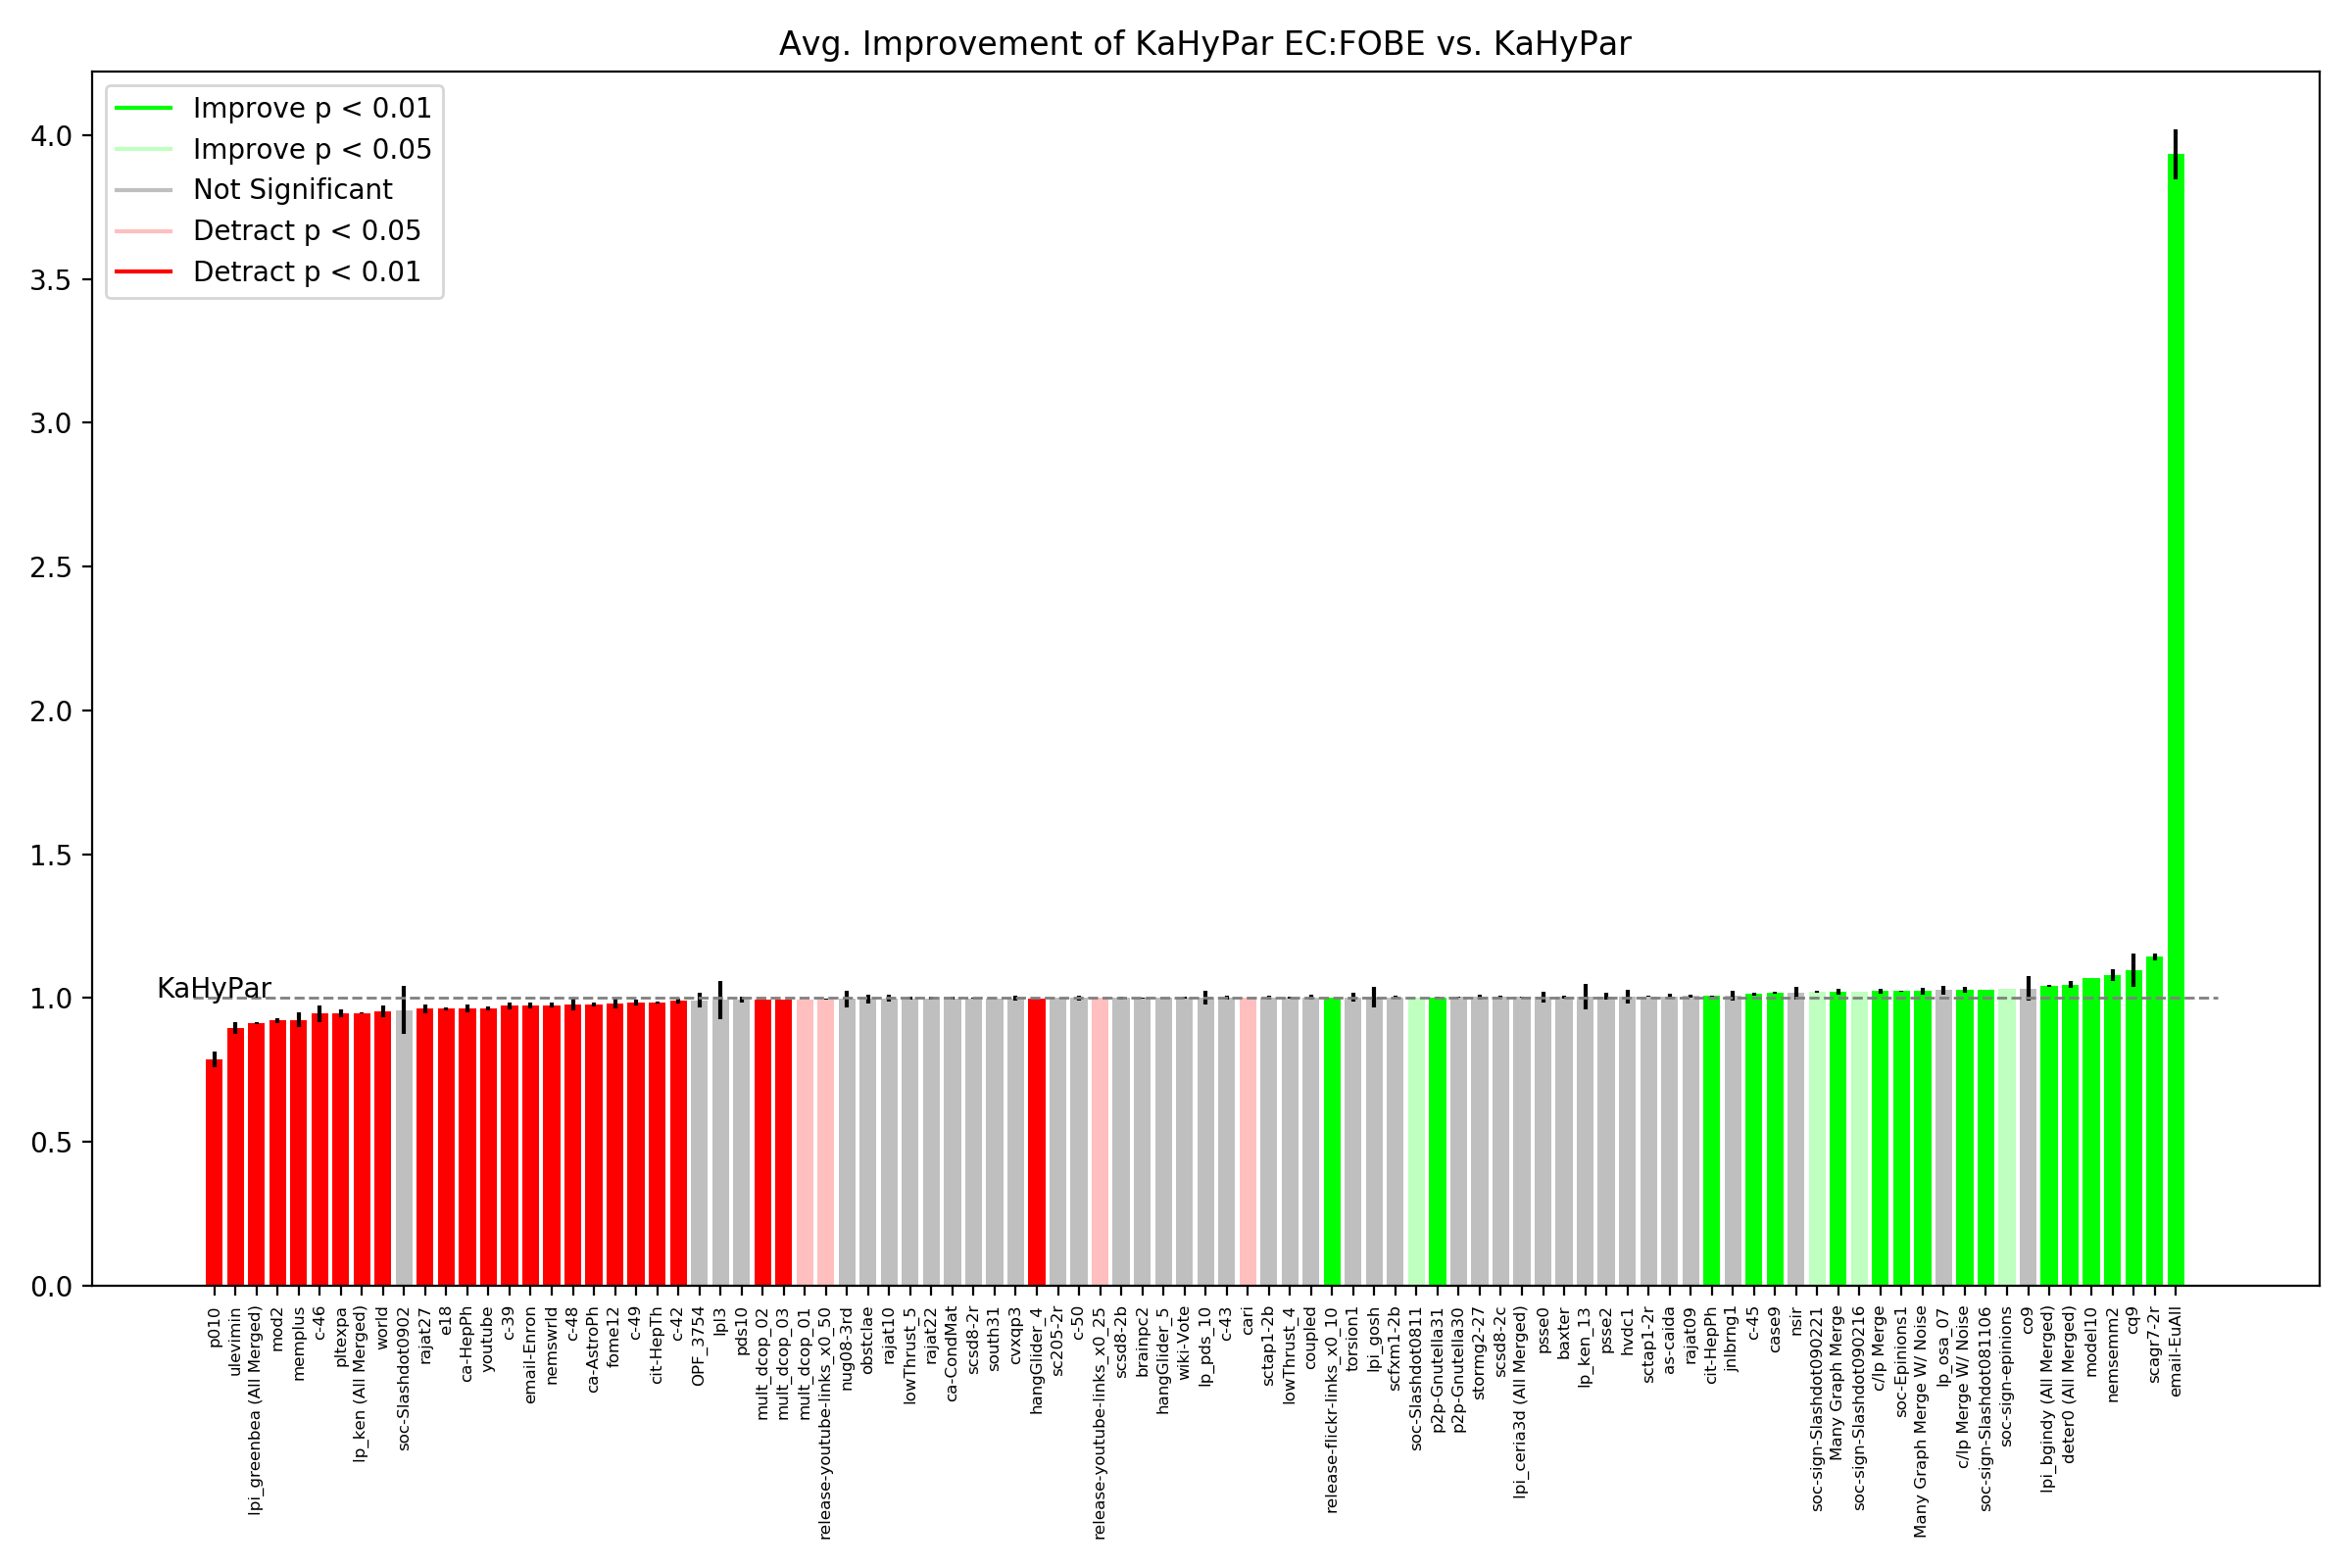 Avg. Improvement of KaHyPar EC:FOBE vs. KaHyPar
Improve p < 0.01
Improve p < 0.05
Not Significant
Detract p < 0.05
Detract p < 0.01
4.0
3.5
3.0
2.5
2.0
1.5
1.0
0.5
0.0
KaHyPar
p010
ulevimin
lpi_greenbea (All Merged)
mod2
memplus
c-46
pltexpa
lp_ken (All Merged)
world
soc-Slashdot0902
rajat27
e18
ca-HepPh
youtube
c-39
email-Enron
nemswrld
c-48
ca-AstroPh
fome12
c-49
cit-HepTh
c-42
OPF_3754
lpl3
pds10
mult_dcop_02
mult_dcop_03
mult_dcop_01
release-youtube-links_x0_50
nug08-3rd
obstclae
rajat10
lowThrust_5
rajat22
ca-CondMat
scsd8-2r
south31
cvxqp3
hangGlider_4
sc205-2r
c-50
release-youtube-links_x0_25
scsd8-2b
brainpc2
hangGlider_5
wiki-Vote
lp_pds_10
c-43
cari
sctap1-2b
lowThrust_4
coupled
release-flickr-links_x0_10
torsion1
lpi_gosh
scfxm1-2b
soc-Slashdot0811
p2p-Gnutella31
p2p-Gnutella30
stormg2-27
scsd8-2c
lpi_ceria3d (All Merged)
psse0
baxter
lp_ken_13
psse2
hvdc1
sctap1-2r
as-caida
rajat09
cit-HepPh
jnlbrng1
c-45
case9
nsir
soc-sign-Slashdot090221
Many Graph Merge
soc-sign-Slashdot090216
c/lp Merge
soc-Epinions1
Many Graph Merge W/ Noise
lp_osa_07
c/lp Merge W/ Noise
soc-sign-Slashdot081106
soc-sign-epinions
co9
lpi_bgindy (All Merged)
deter0 (All Merged)
model10
nemsemm2
cq9
scagr7-2r
email-EuAll